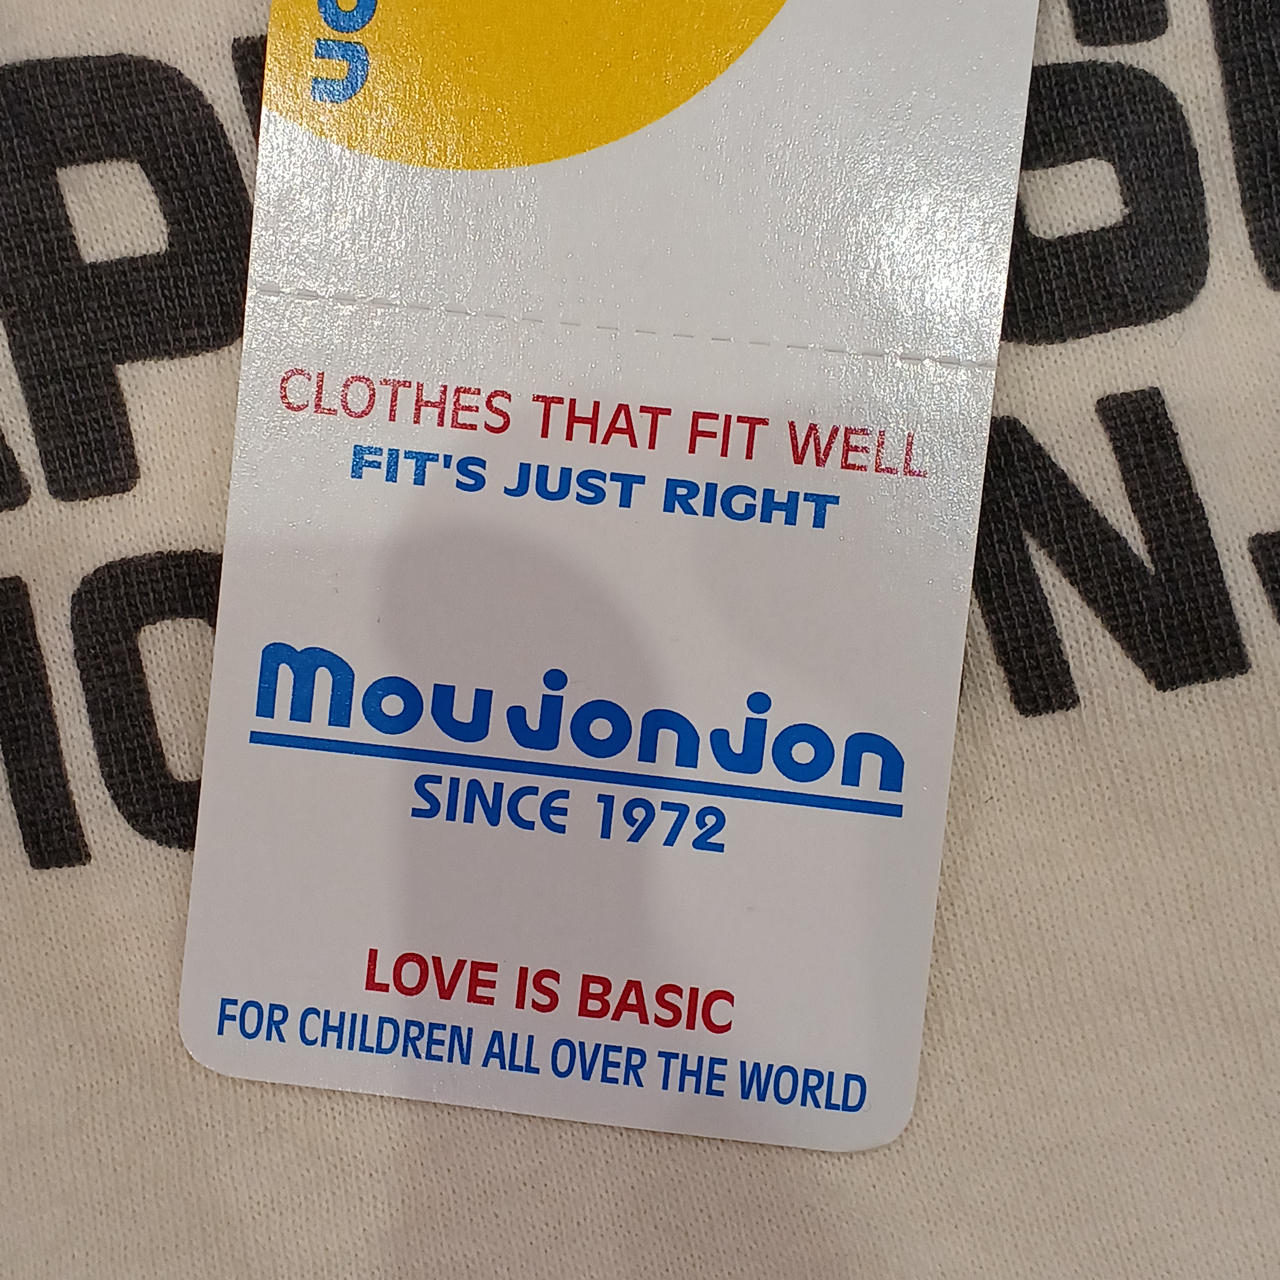 CLOTHES THAT FIT WELL
FIT'S JUST RIGHT
moujonjon
SINCE 1972
LOVE IS BASIC
FOR CHILDREN ALL OVER THE WORLD